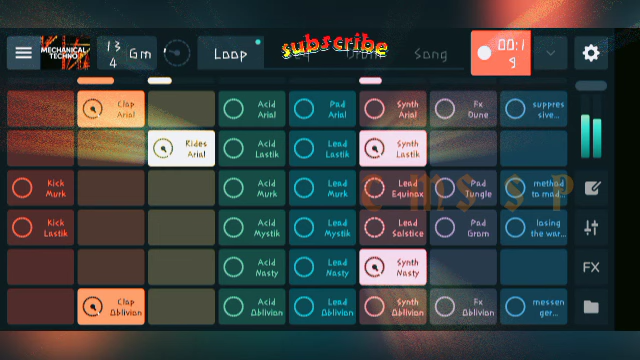 MECHANICAL
TECHNO
13
4
Gm
Loop
subscribe
Song
00:1
9
Clap
Arial
Acid
Arial
Pad
Arial
Synth
Arial
Fx
Dune
suppres
sive...
Rides
Arial
Acid
Lastik
Lead
Lastik
Synth
Lastik
Kick
Murk
Acid
Murk
Lead
Murk
Lead
Equinox
Pad
Jungle
method
to mad...
c m s s p
Kick
Lastik
Acid
Mystik
Lead
Mystik
Lead
Solstice
Pad
Gram
losing
the war...
Acid
Nasty
Lead
Nasty
Synth
Nasty
FX
Clap
Oblivion
Acid
Oblivion
Lead
Oblivion
Synth
Oblivion
Fx
Oblivion
messen
ger...